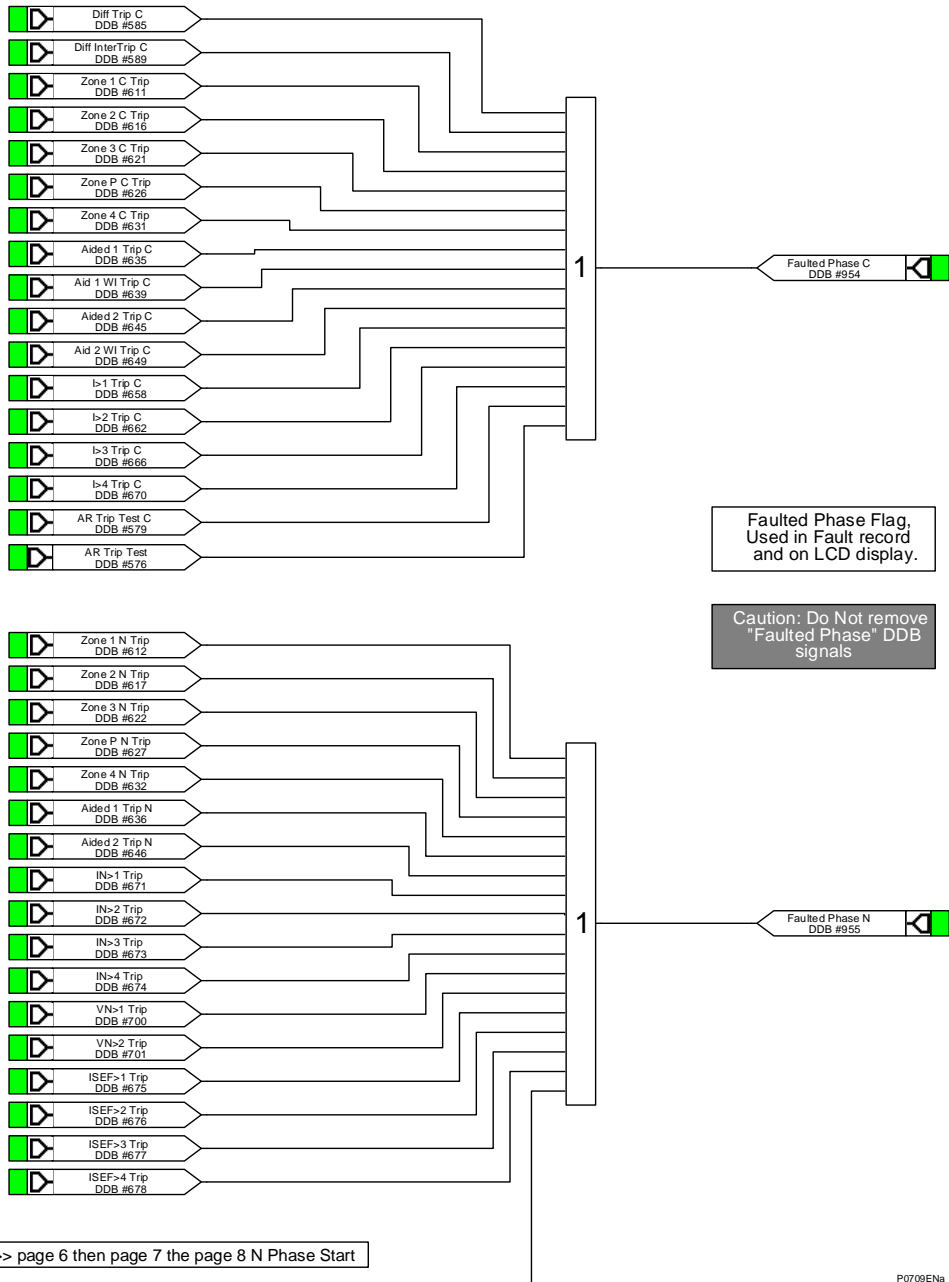 Diff Trip C
DDB #585
Diff InterTrip C
DDB #589
Zone 1 C Trip
DDB #611
Zone 2 C Trip
DDB #616
Zone 3 C Trip
DDB #621
Zone P C Trip
DDB #626
Zone 4 C Trip
DDB #631
Aided 1 Trip C
DDB #635
Aid 1 WI Trip C
DDB #639
Aided 2 Trip C
DDB #645
Aid 2 WI Trip C
DDB #649
I>1 Trip C
DDB #658
I>2 Trip C
DDB #662
I>3 Trip C
DDB #666
I>4 Trip C
DDB #670
AR Trip Test C
DDB #579
AR Trip Test
DDB #576
1
Faulted Phase C
DDB #954
Faulted Phase Flag,
Used in Fault record
and on LCD display.
Caution: Do Not remove
"Faulted Phase" DDB
signals
Zone 1 N Trip
DDB #612
Zone 2 N Trip
DDB #617
Zone 3 N Trip
DDB #622
Zone P N Trip
DDB #627
Zone 4 N Trip
DDB #632
Aided 1 Trip N
DDB #636
Aided 2 Trip N
DDB #646
IN>1 Trip
DDB #671
IN>2 Trip
DDB #672
IN>3 Trip
DDB #673
IN>4 Trip
DDB #674
VN>1 Trip
DDB #700
VN>2 Trip
DDB #701
ISEF>1 Trip
DDB #675
ISEF>2 Trip
DDB #676
ISEF>3 Trip
DDB #677
ISEF>4 Trip
DDB #678
1
Faulted Phase N
DDB #955
> page 6 then page 7 the page 8 N Phase Start
P0709ENa